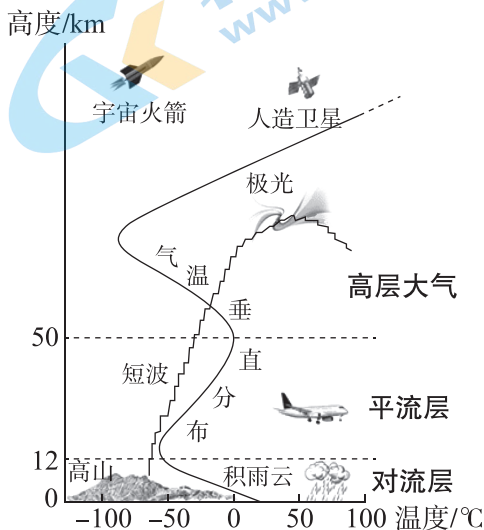 高度/km
www.
宇宙火箭
人造卫星
极光
气温垂直分布
高层大气
50
短波
平流层
12
高山
积雨云
对流层
0
-100 -50 0 50 100 温度/℃